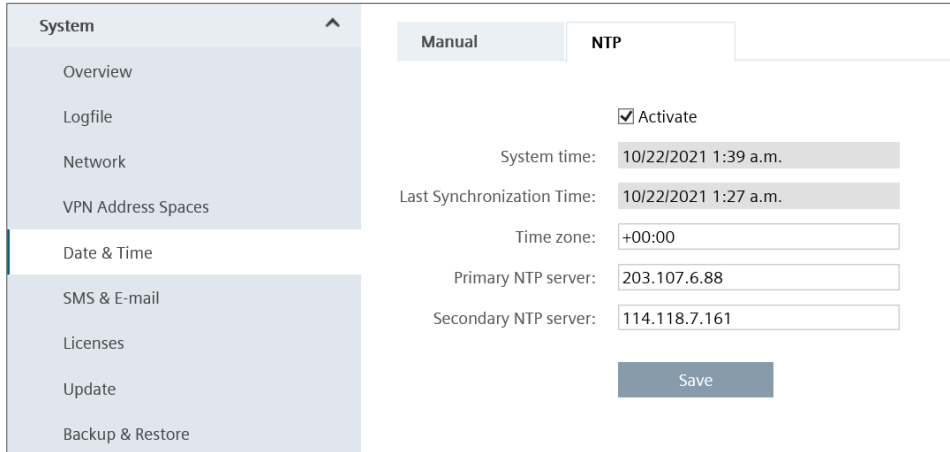 System
Overview
Logfile
Network
VPN Address Spaces
Date & Time
SMS & E-mail
Licenses
Update
Backup & Restore
Manual NTP
Activate
System time: 10/22/2021 1:39 a.m.
Last Synchronization Time: 10/22/2021 1:27 a.m.
Time zone: +00:00
Primary NTP server: 203.107.6.88
Secondary NTP server: 114.118.7.161
Save